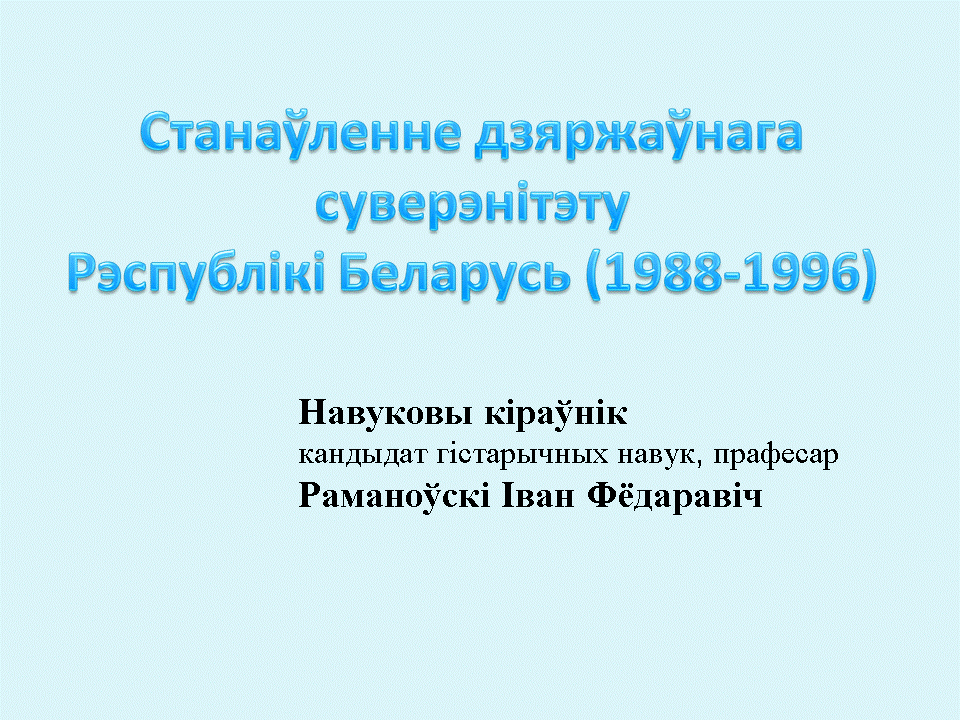 Станаўленне дзяржаўнага
суверэнітэту
Рэспублікі Беларусь (1988-1996)
Навуковы кіраўнік
кандыдат гістарычных навук, прафесар
Раманоўскі Іван Фёдаравіч